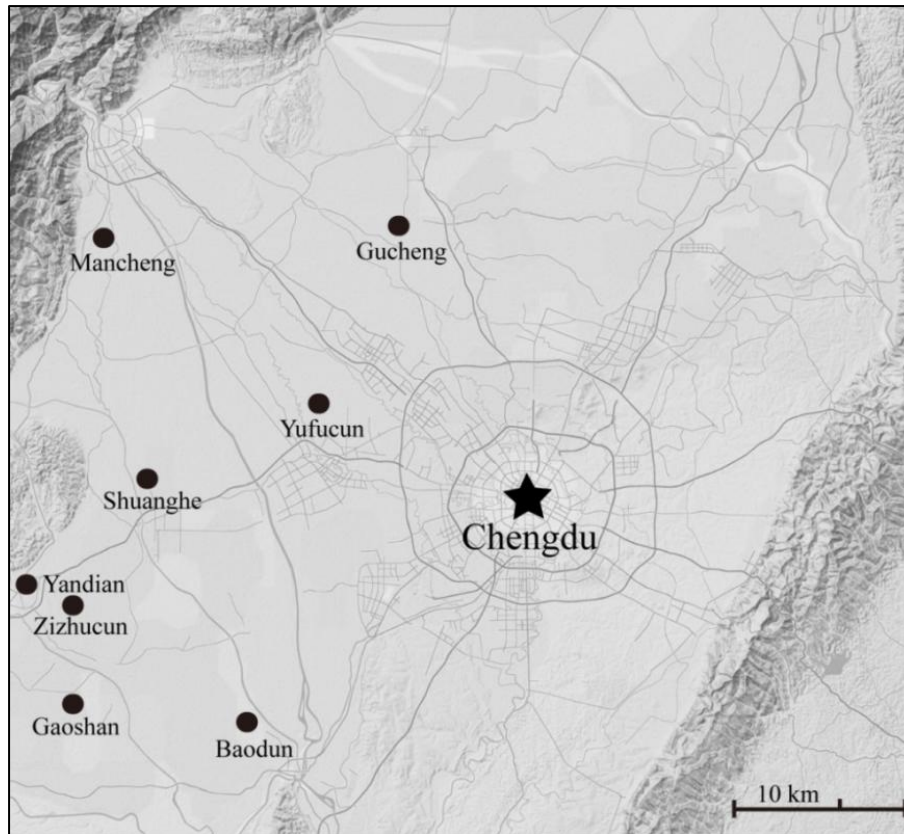 Gucheng
Mancheng
Yufucun
Shuanghe
Chengdu
Yandian
Zizhucun
Gaoshan
Baodun
10 km